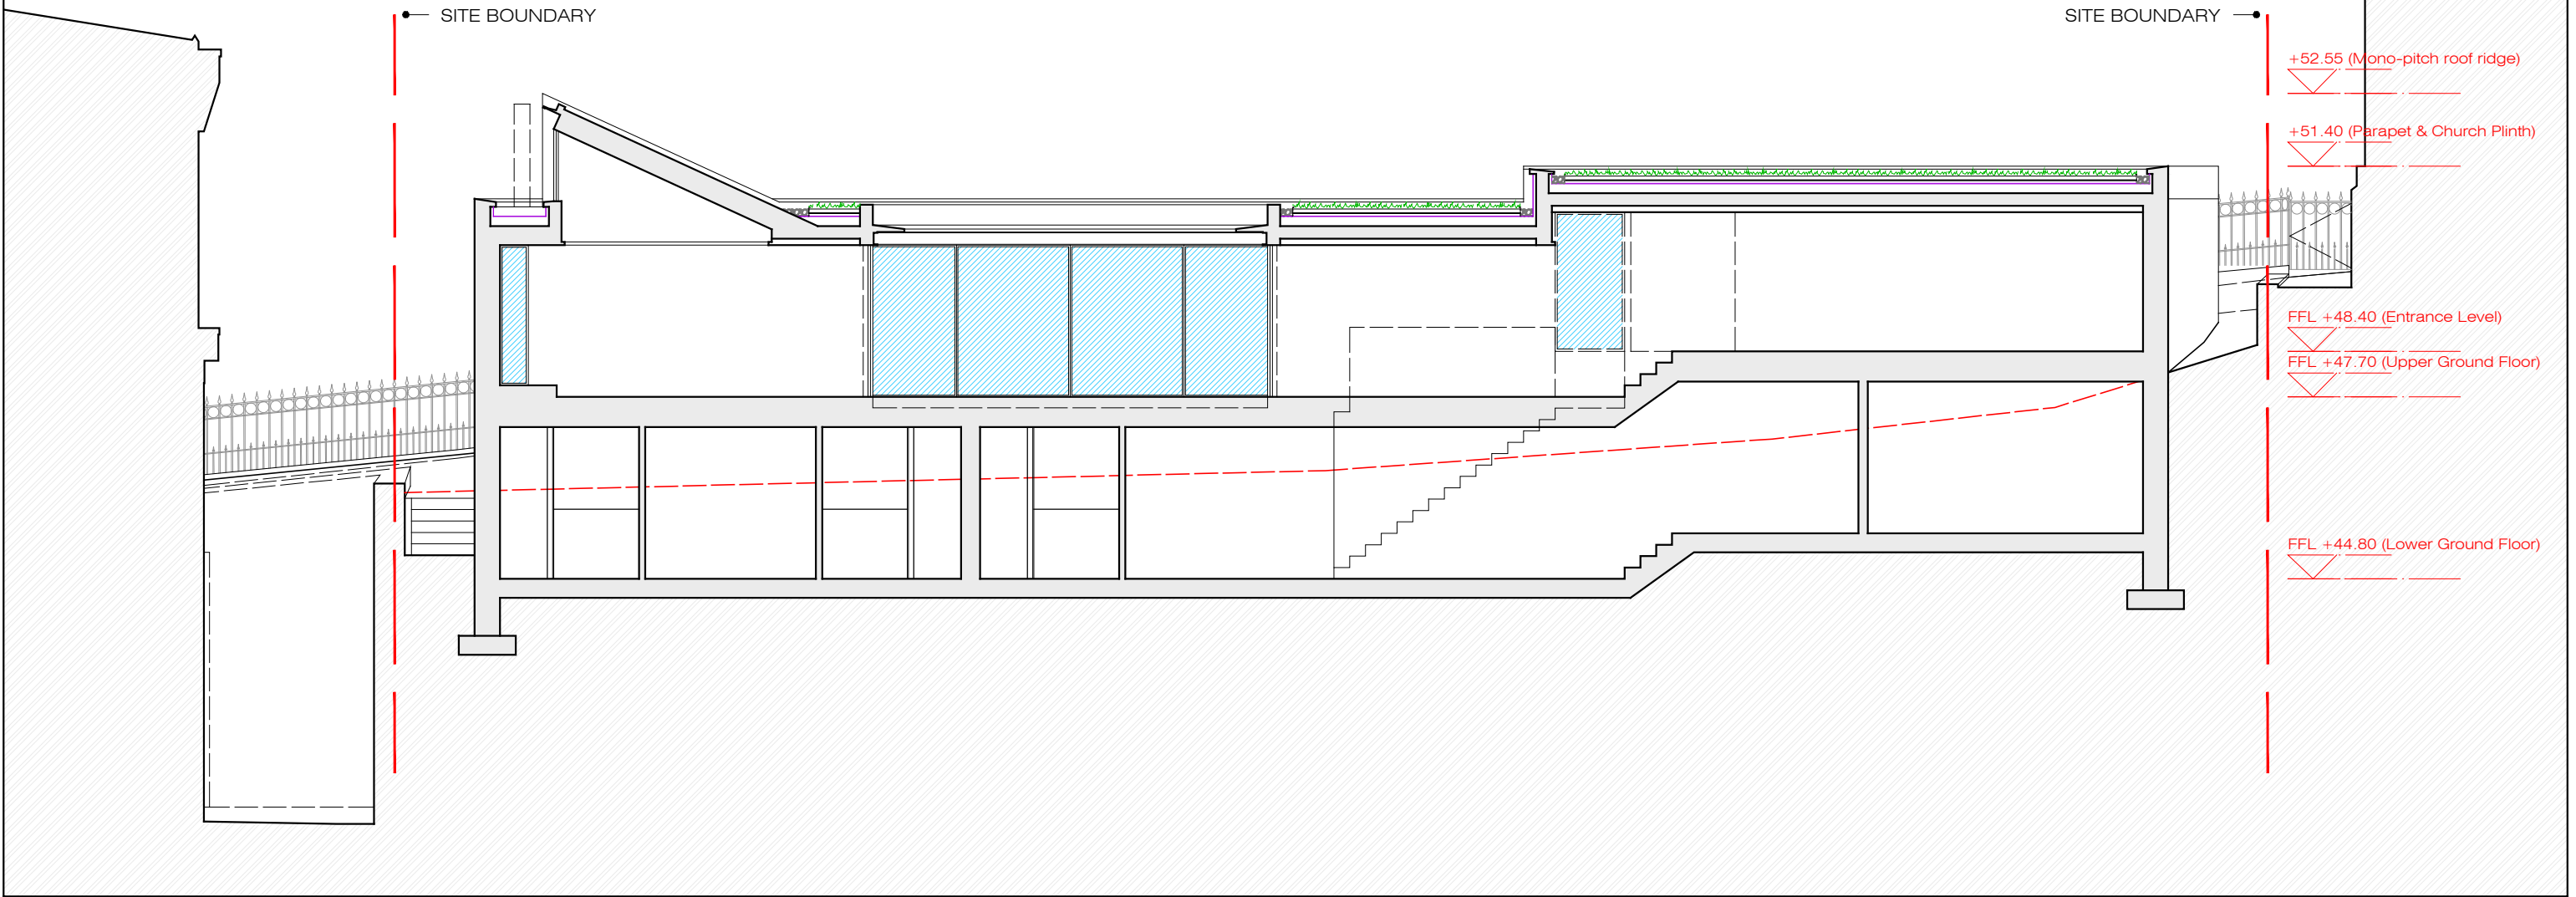 SITE BOUNDARY
SITE BOUNDARY
+52.55 (Mono-pitch roof ridge)
+51.40 (Parapet & Church Plinth)
FFL +48.40 (Entrance Level)
FFL +47.70 (Upper Ground Floor)
FFL +44.80 (Lower Ground Floor)